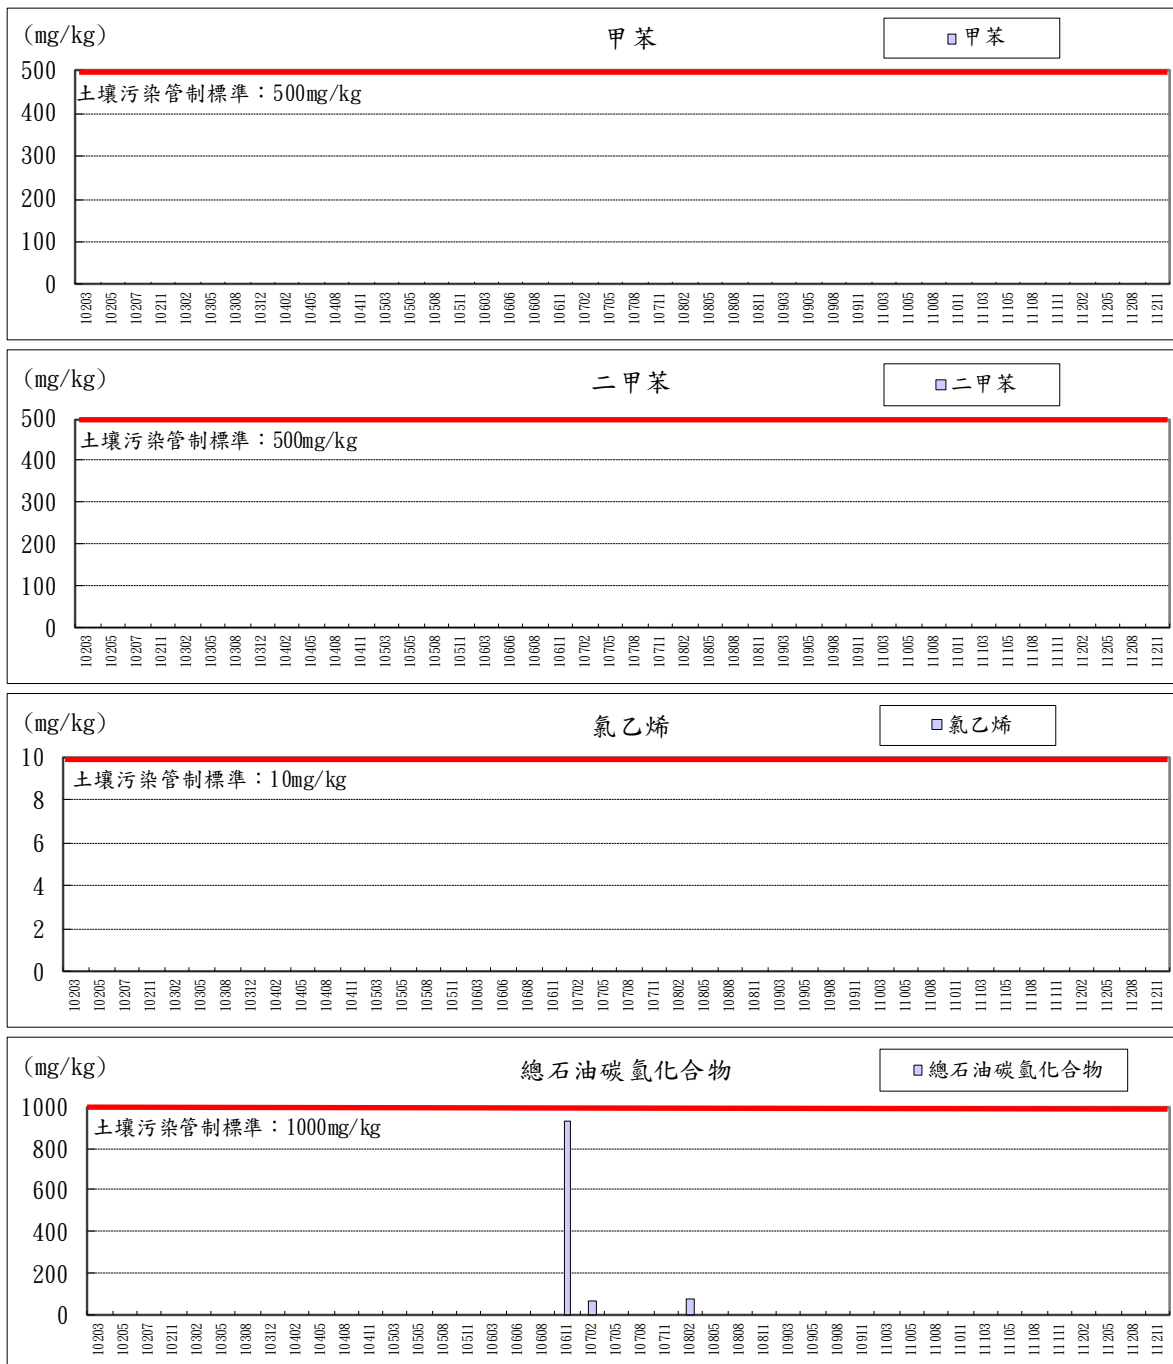 (mg/kg)
甲苯
甲苯
500
土壤污染管制標準：500mg/kg
400
300
200
100
0
10203 10205 10207 10211 10302 10305 10308 10312 10402 10405 10408 10411 10503 10505 10508 10511 10603 10606 10608 10611 10702 10705 10708 10711 10802 10805 10808 10811 10903 10905 10908 10911 11003 11005 11008 11011 11103 11105 11108 11111 11202 11205 11208 11211
(mg/kg)
二甲苯
二甲苯
500
土壤污染管制標準：500mg/kg
400
300
200
100
0
10203 10205 10207 10211 10302 10305 10308 10312 10402 10405 10408 10411 10503 10505 10508 10511 10603 10606 10608 10611 10702 10705 10708 10711 10802 10805 10808 10811 10903 10905 10908 10911 11003 11005 11008 11011 11103 11105 11108 11111 11202 11205 11208 11211
(mg/kg)
氯乙烯
氯乙烯
10
土壤污染管制標準：10mg/kg
8
6
4
2
0
10203 10205 10207 10211 10302 10305 10308 10312 10402 10405 10408 10411 10503 10505 10508 10511 10603 10606 10608 10611 10702 10705 10708 10711 10802 10805 10808 10811 10903 10905 10908 10911 11003 11005 11008 11011 11103 11105 11108 11111 11202 11205 11208 11211
(mg/kg)
總石油碳氫化合物
總石油碳氫化合物
1000
土壤污染管制標準：1000mg/kg
800
600
400
200
0
10203 10205 10207 10211 10302 10305 10308 10312 10402 10405 10408 10411 10503 10505 10508 10511 10603 10606 10608 10611 10702 10705 10708 10711 10802 10805 10808 10811 10903 10905 10908 10911 11003 11005 11008 11011 11103 11105 11108 11111 11202 11205 11208 11211